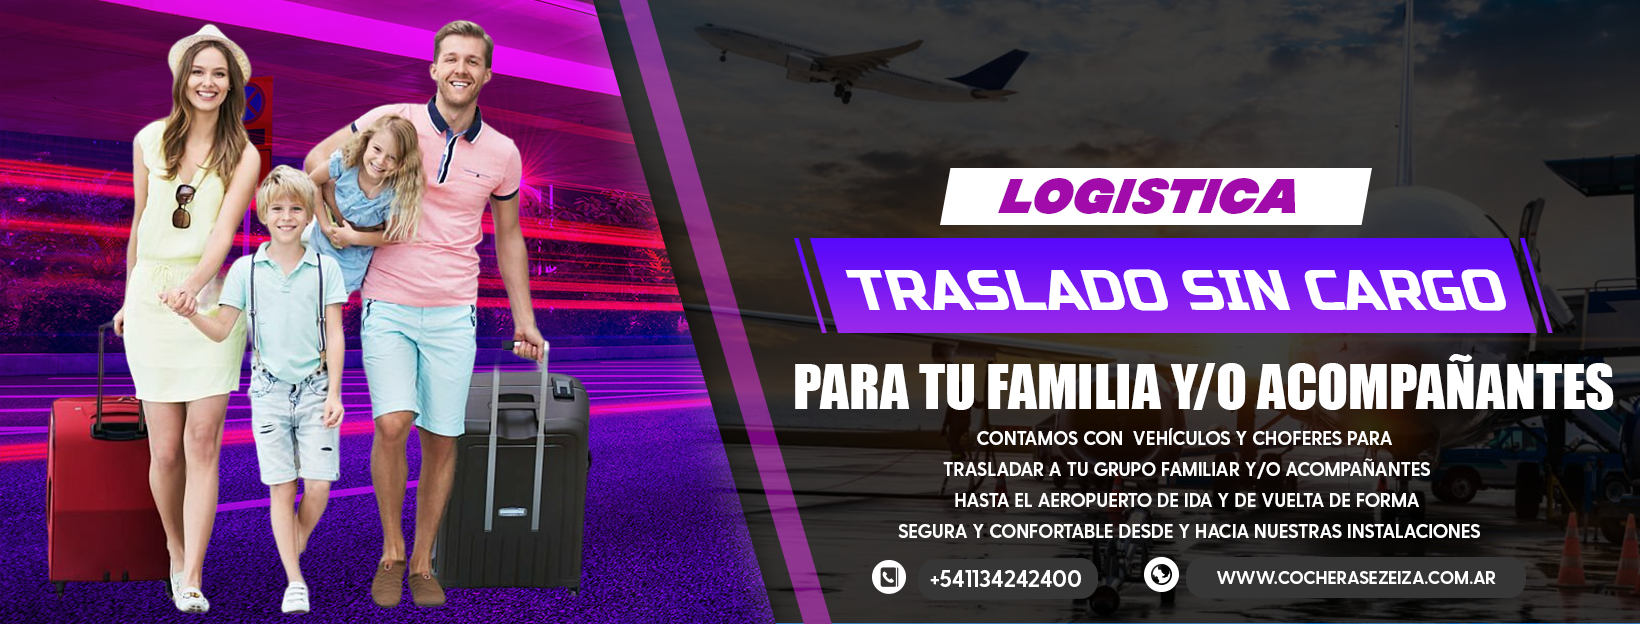 LOGISTICA
TRASLADO SIN CARGO
PARA TU FAMILIA Y/O ACOMPAÑANTES
CONTAMOS CON VEHÍCULOS Y CHOFERES PARA
TRASLADAR A TU GRUPO FAMILIAR Y/O ACOMPAÑANTES
HASTA EL AEROPUERTO DE IDA Y DE VUELTA DE FORMA
SEGURA Y CONFORTABLE DESDE Y HACIA NUESTRAS INSTALACIONES
+541134242400
WWW.COCHERASEZEIZA.COM.AR